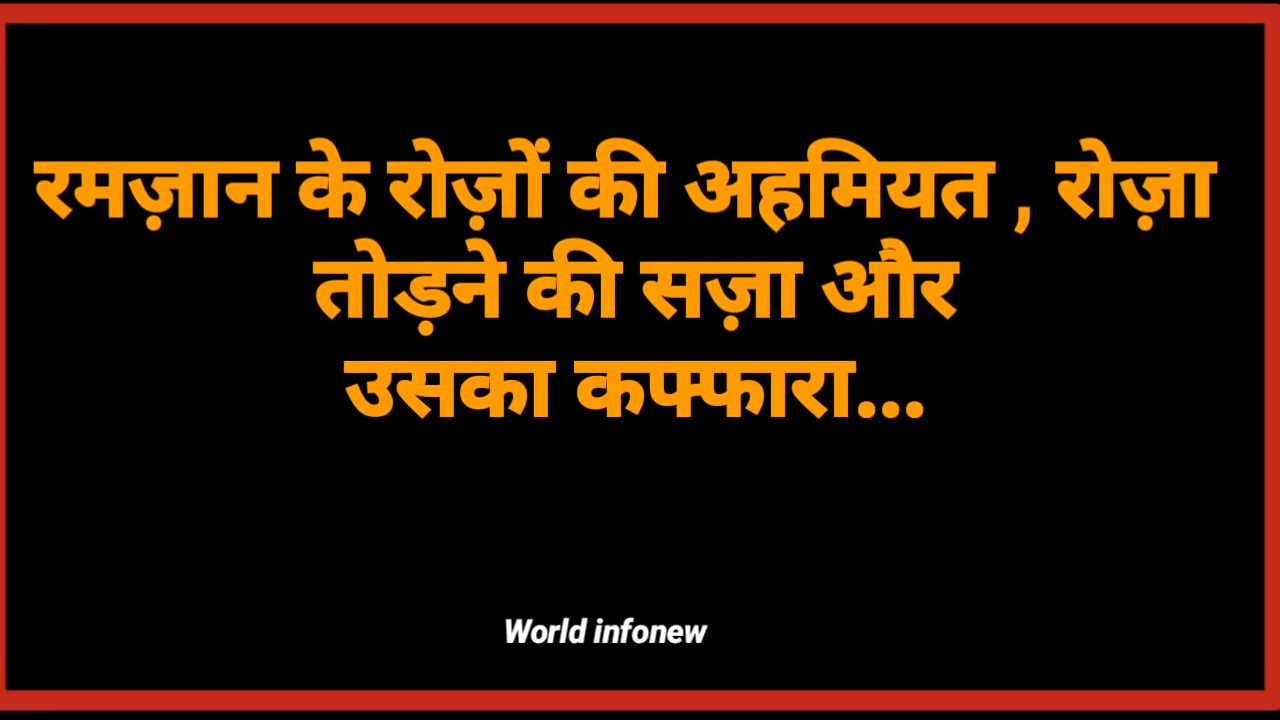 रमज़ान के रोज़ों की अहमियत , रोज़ा
तोड़ने की सज़ा और
उसका कफ्फारा...
World infonew